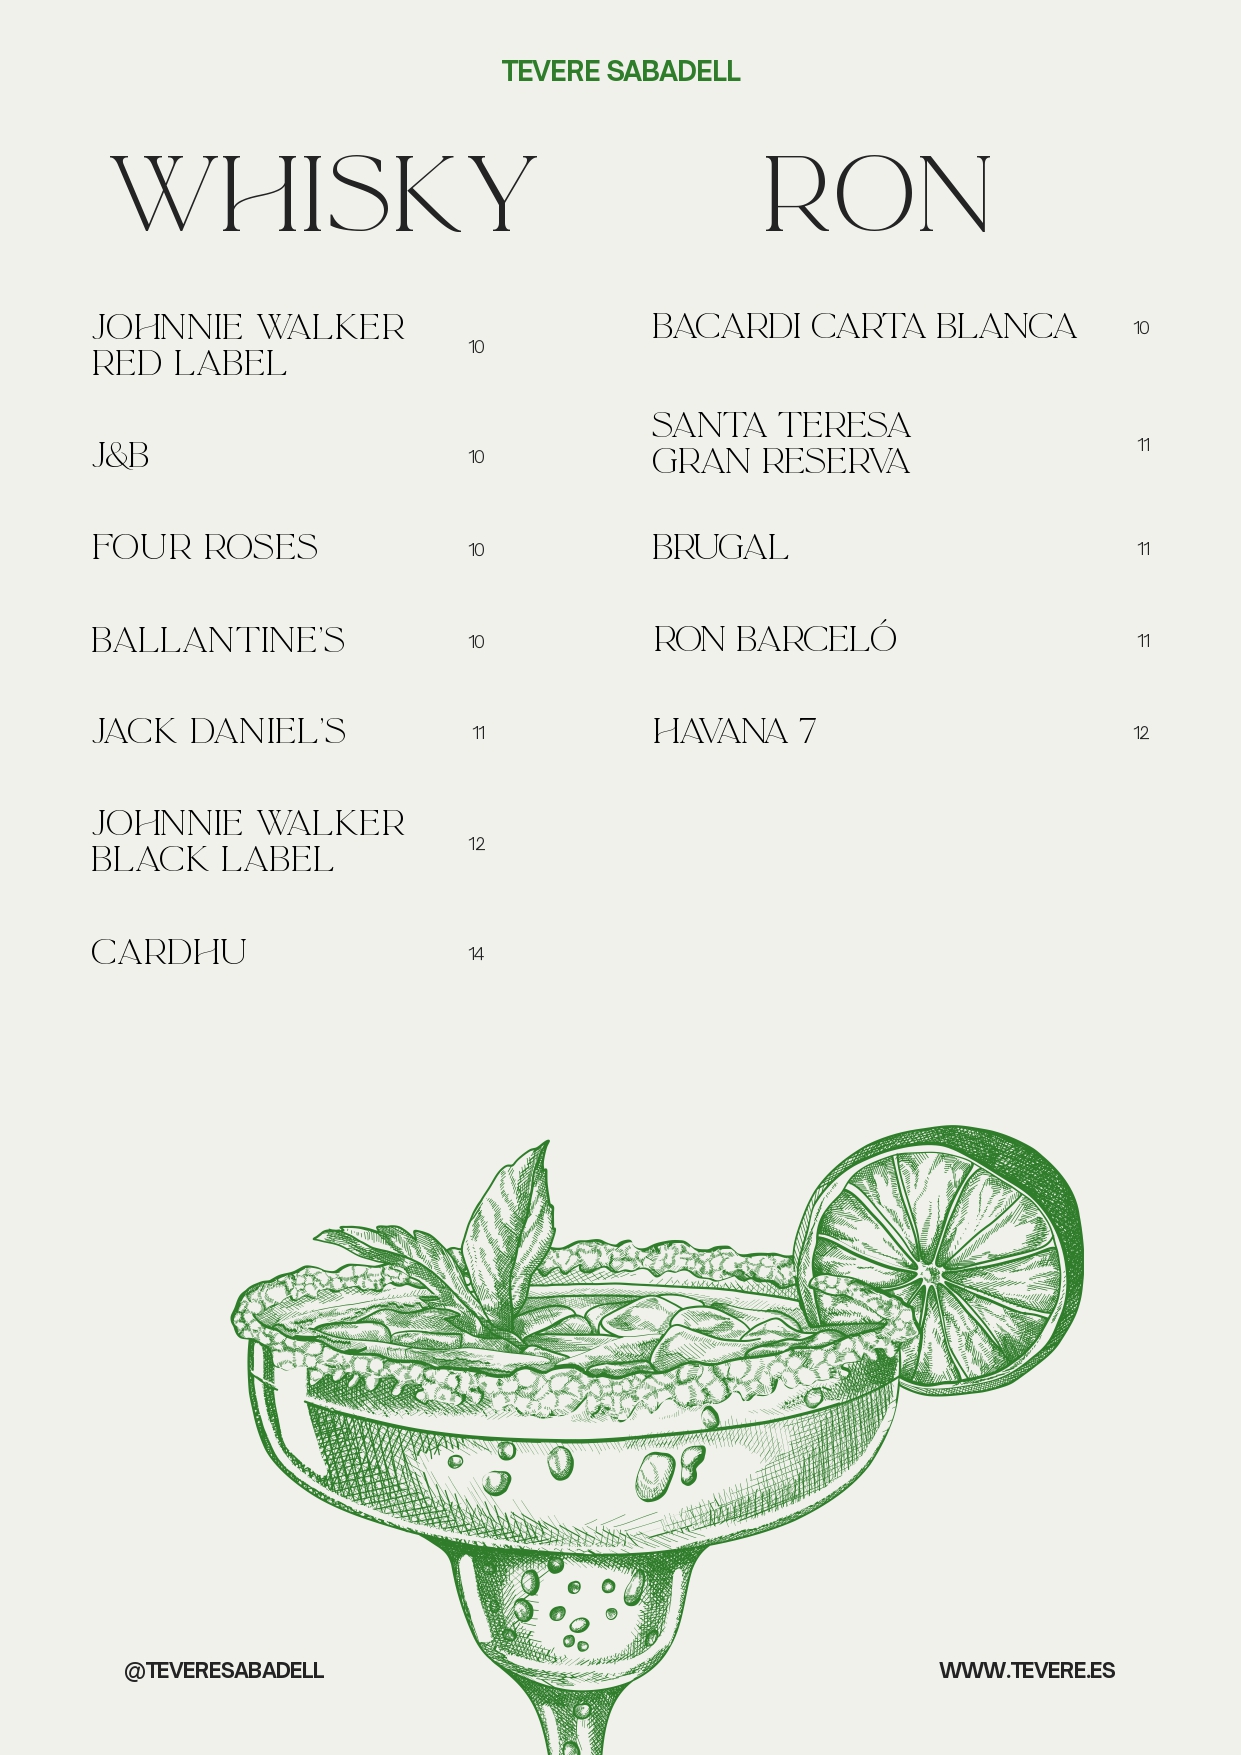 TEVERE SABADELL
WHISKY
JOHNNIE WALKER
RED LABEL
10
J&B
10
FOUR ROSES
10
BALLANTINE'S
10
JACK DANIEL'S
11
JOHNNIE WALKER
BLACK LABEL
12
CARDHU
14
RON
BACARDI CARTA BLANCA
10
SANTA TERESA
GRAN RESERVA
11
BRUGAL
11
RON BARCELÓ
11
HAVANA 7
12
@TEVERESABADELL
WWW.TEVERE.ES